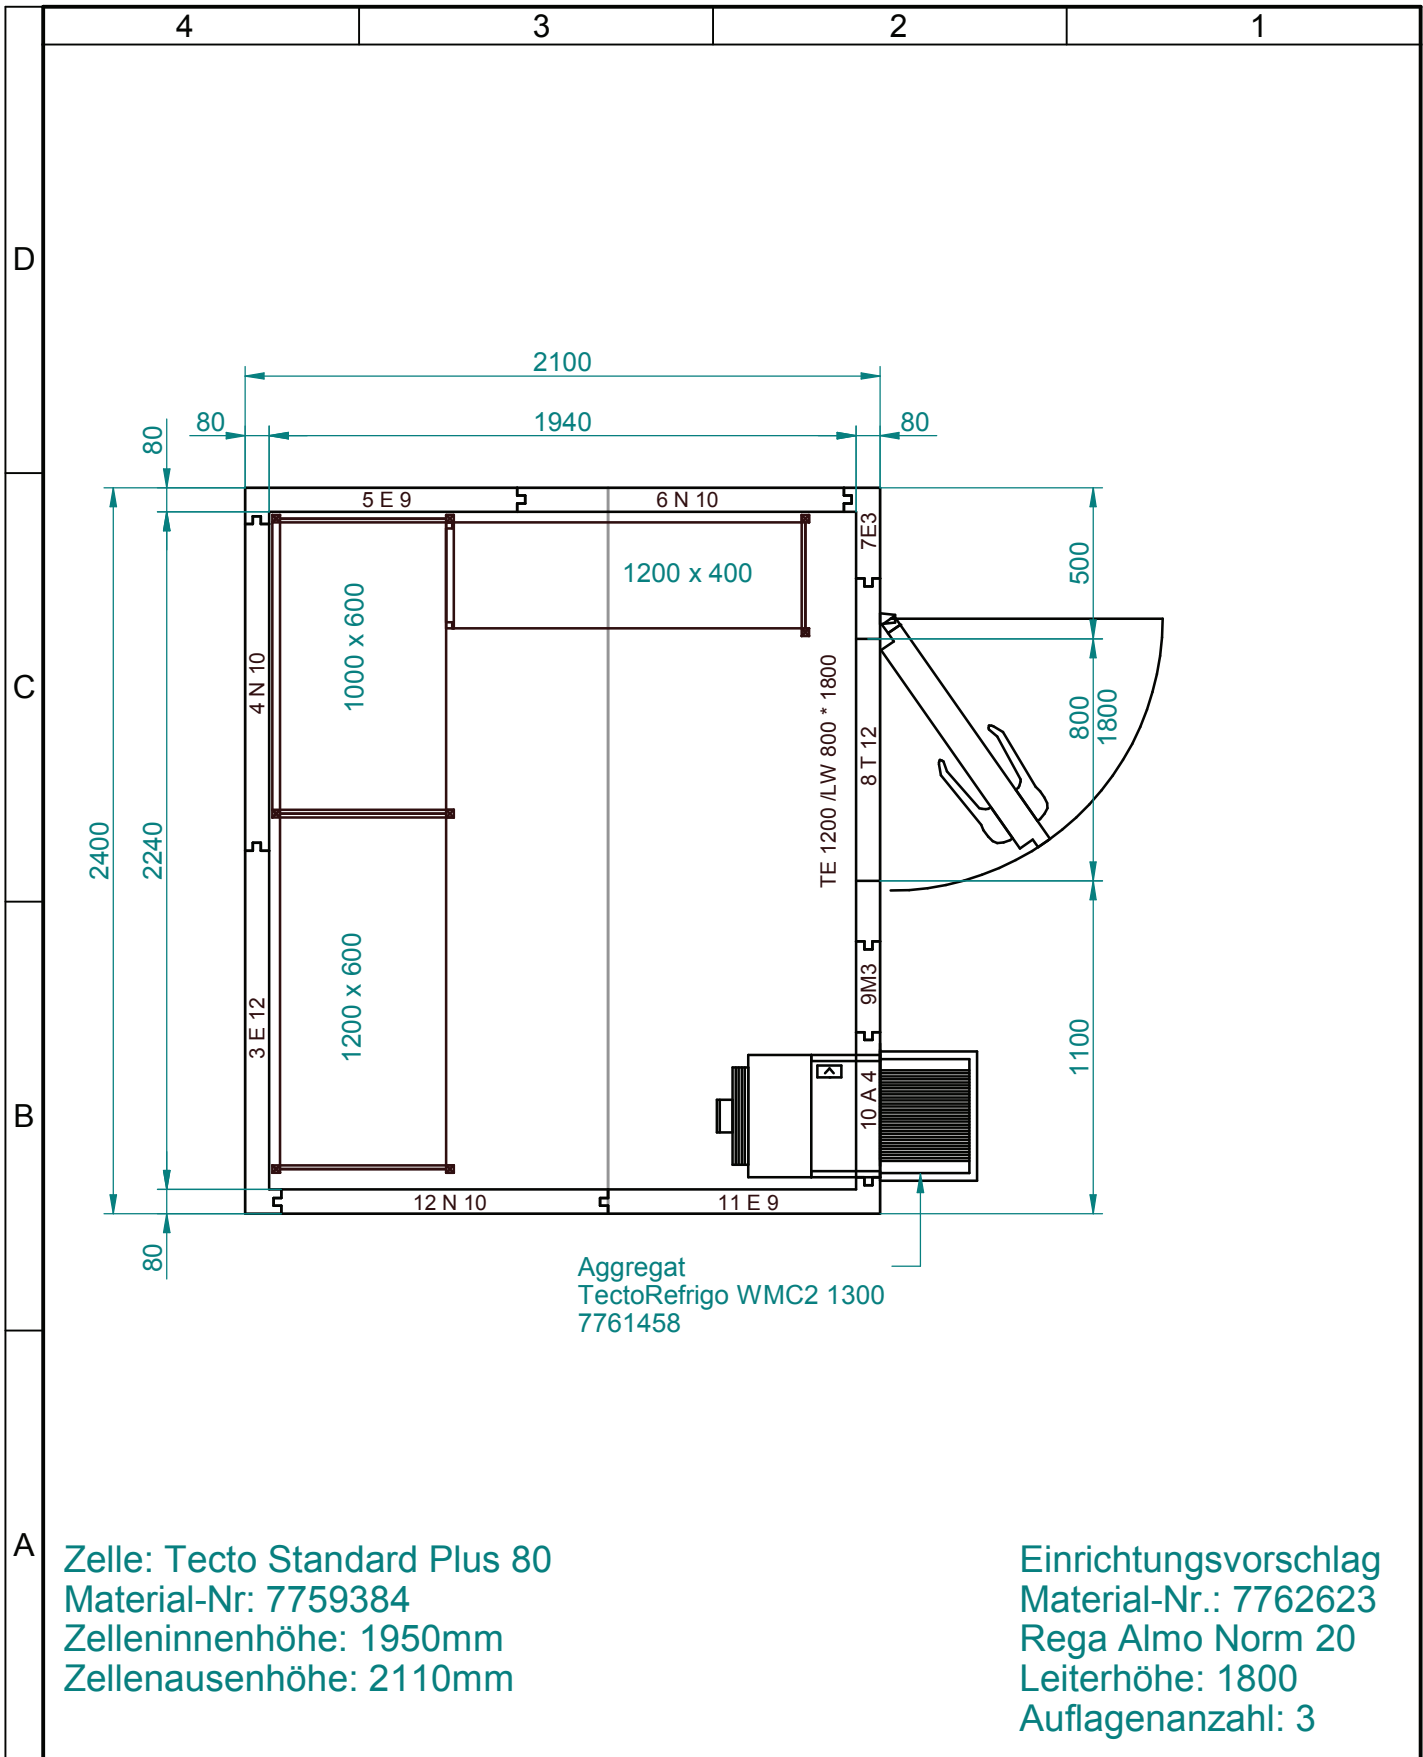 4
3
2
1
D
C
B
A
2100
80
1940
80
80
5 E 9
6 N 10
7E3
500
1200 x 400
1000 x 600
4 N 10
TE 1200 /LW 800 * 1800
8 T 12
800
1800
2400
2240
9M3
1200 x 600
3 E 12
1100
10 A 4
12 N 10
11 E 9
80
Aggregat
TectoRefrigo WMC2 1300
7761458
Zelle: Tecto Standard Plus 80
Material-Nr: 7759384
Zelleninnenhöhe: 1950mm
Zellenausenhöhe: 2110mm
Einrichtungsvorschlag
Material-Nr.: 7762623
Rega Almo Norm 20
Leiterhöhe: 1800
Auflagenanzahl: 3